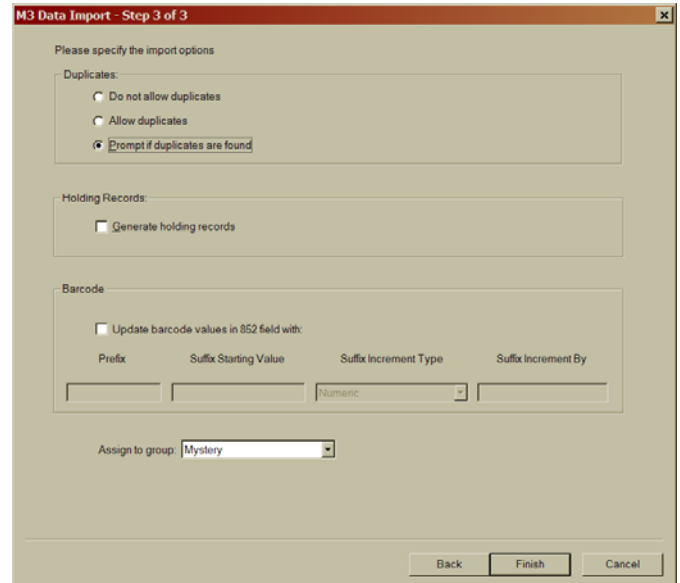 M3 Data Import - Step 3 of 3
Please specify the import options
Duplicates:
Do not allow duplicates
Allow duplicates
Prompt if duplicates are found
Holding Records:
Generate holding records
Barcode
Update barcode values in 852 field with:
Prefix Suffix Starting Value Suffix Increment Type Suffix Increment By
Numeric
Assign to group: Mystery
Back Finish Cancel